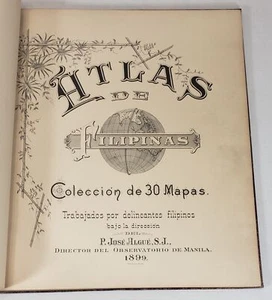 ATLAS
DE
FILIPINAS
Colección de 30 Mapas.
Trabajados por delineantes filipinos
bajo la dirección
DEL
P. JOSÉ ALGUÉ, S.J.,
DIRECTOR DEL OBSERVATORIO DE MANILA.
1899.